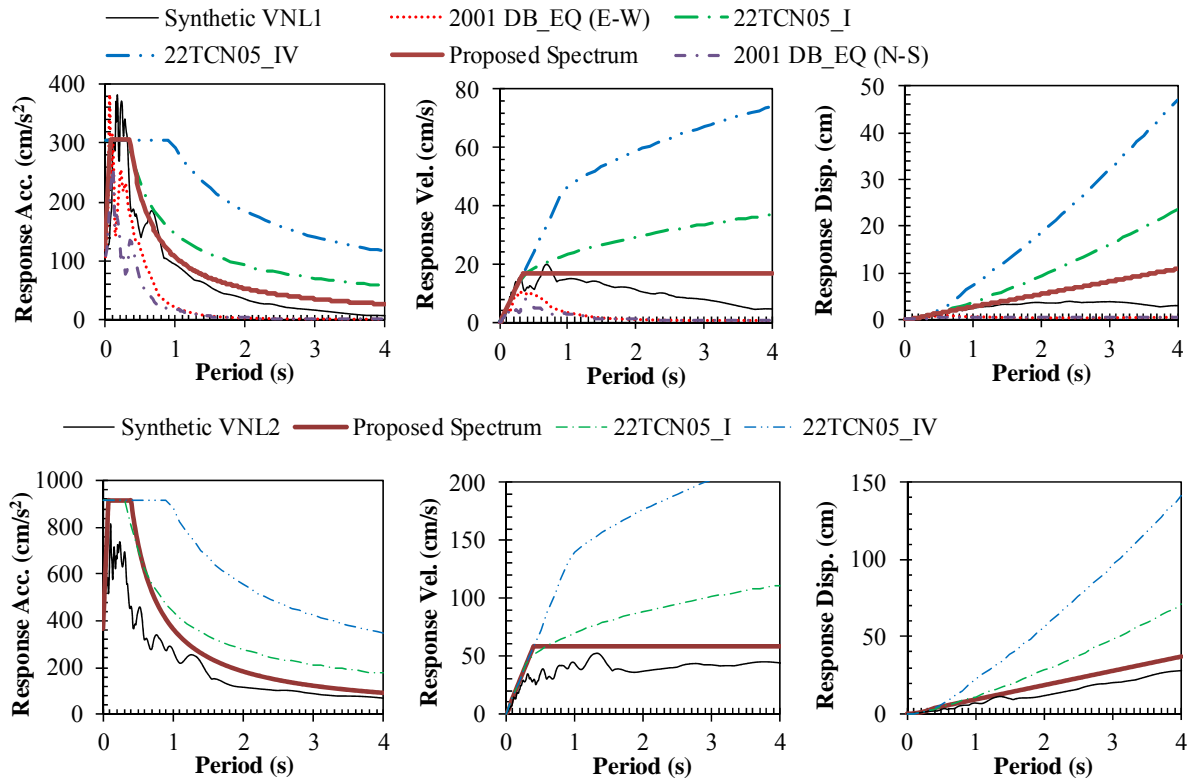 Synthetic VNL1 2001 DB_EQ (E-W) 22TCN05_I
22TCN05_IV Proposed Spectrum 2001 DB_EQ (N-S)
Response Acc. (cm/s²)
400
300
200
100
0
0 1 2 3 4
Period (s)
Response Vel. (cm/s)
80
60
40
20
0
0 1 2 3 4
Period (s)
Response Disp. (cm)
50
40
30
20
10
0
0 1 2 3 4
Period (s)
Synthetic VNL2 Proposed Spectrum 22TCN05_I 22TCN05_IV
Response Acc. (cm/s²)
1000
800
600
400
200
0
0 1 2 3 4
Period (s)
Response Vel. (cm/s)
200
150
100
50
0
0 1 2 3 4
Period (s)
Response Disp. (cm)
150
100
50
0
0 1 2 3 4
Period (s)